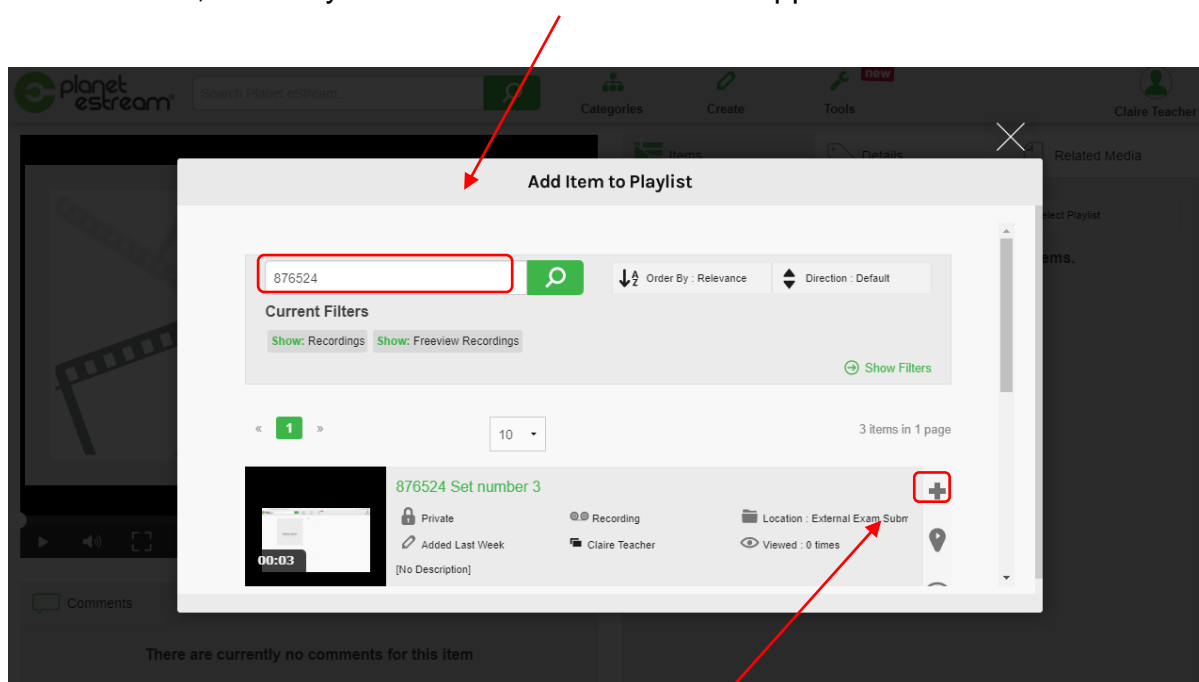 planet
estream
Search Planet eStream...
Categories
Create
new
Tools
Claire Teacher
Items
Details
Related Media
Add Item to Playlist
elect Playlist
ems.
876524
Order By : Relevance
Direction : Default
Current Filters
Show: Recordings
Show: Freeview Recordings
Show Filters
« 1 »
10
3 items in 1 page
876524 Set number 3
Private
Recording
Location : External Exam Subm
Added Last Week
Claire Teacher
Viewed : 0 times
00:03
[No Description]
Comments
There are currently no comments for this item